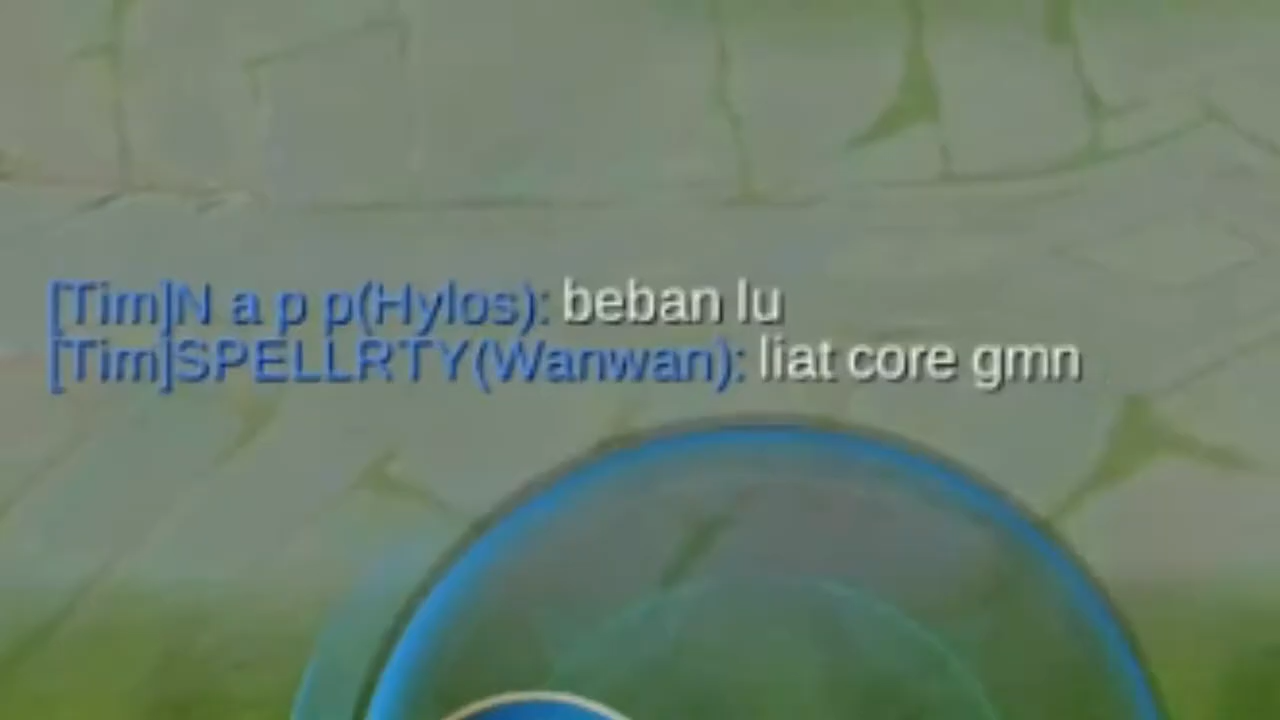 [Tim]N a p p(Hylos): beban lu
[Tim]SPELLRTY(Wanwan): liat core gmn